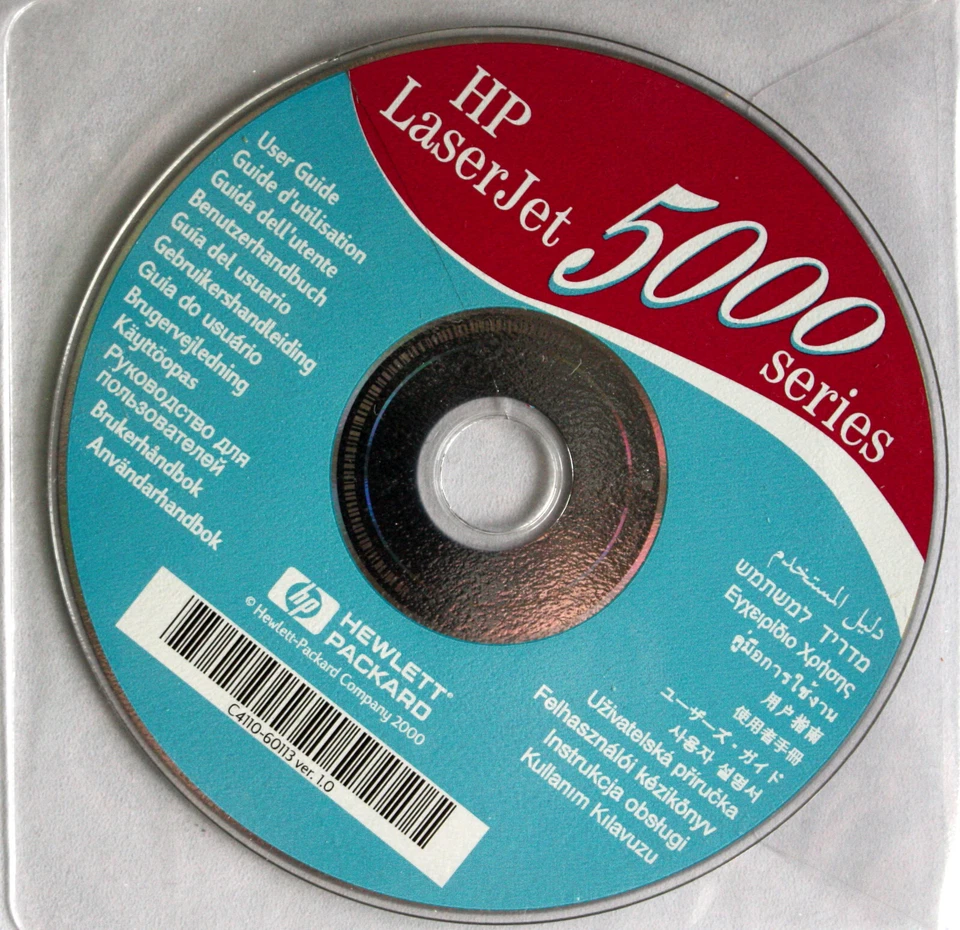 HP
LaserJet
5000
series
User Guide
Guide d'utilisation
Guida dell'utente
Benutzerhandbuch
Guía del usuario
Gebruikershandleiding
Guia do usuário
Brugervejledning
Käyttöopas
Руководство для
пользователей
Brukerhåndbok
Användarhandbok
دليل المستخدم
מדריך למשתמש
Εγχειρίδιο Χρήσης
คู่มือการใช้งาน
用户指南
使用者手冊
ユーザーズ・ガイド
사용자 설명서
Uživatelská příručka
Felhasználói kézikönyv
Instrukcja obsługi
Kullanım Kılavuzu
hp
HEWLETT®
PACKARD
© Hewlett-Packard Company 2000
C4110-60113 ver. 1.0